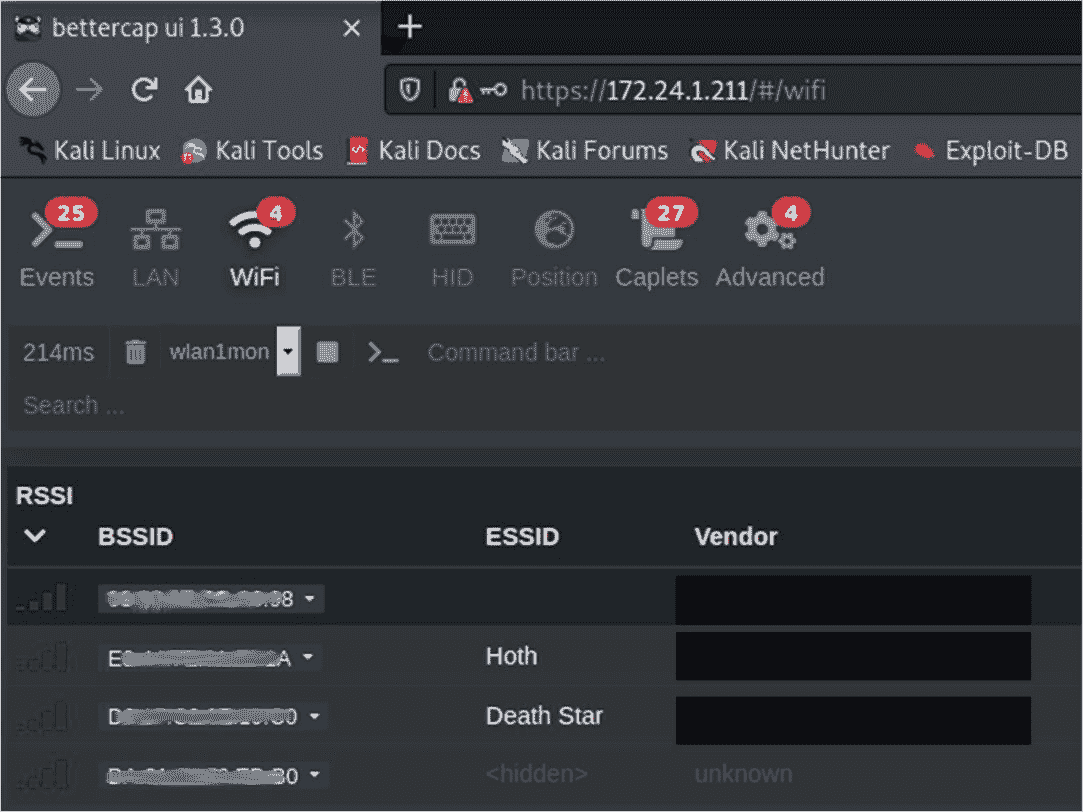 bettercap ui 1.3.0
https://172.24.1.211/#/wifi
Kali Linux Kali Tools Kali Docs Kali Forums Kali NetHunter Exploit-DB
25 4 27 4
Events LAN WiFi BLE HID Position Caplets Advanced
214ms wlan1mon >_ Command bar ...
Search ...
RSSI
BSSID ESSID Vendor
Hoth
Death Star
<hidden> unknown